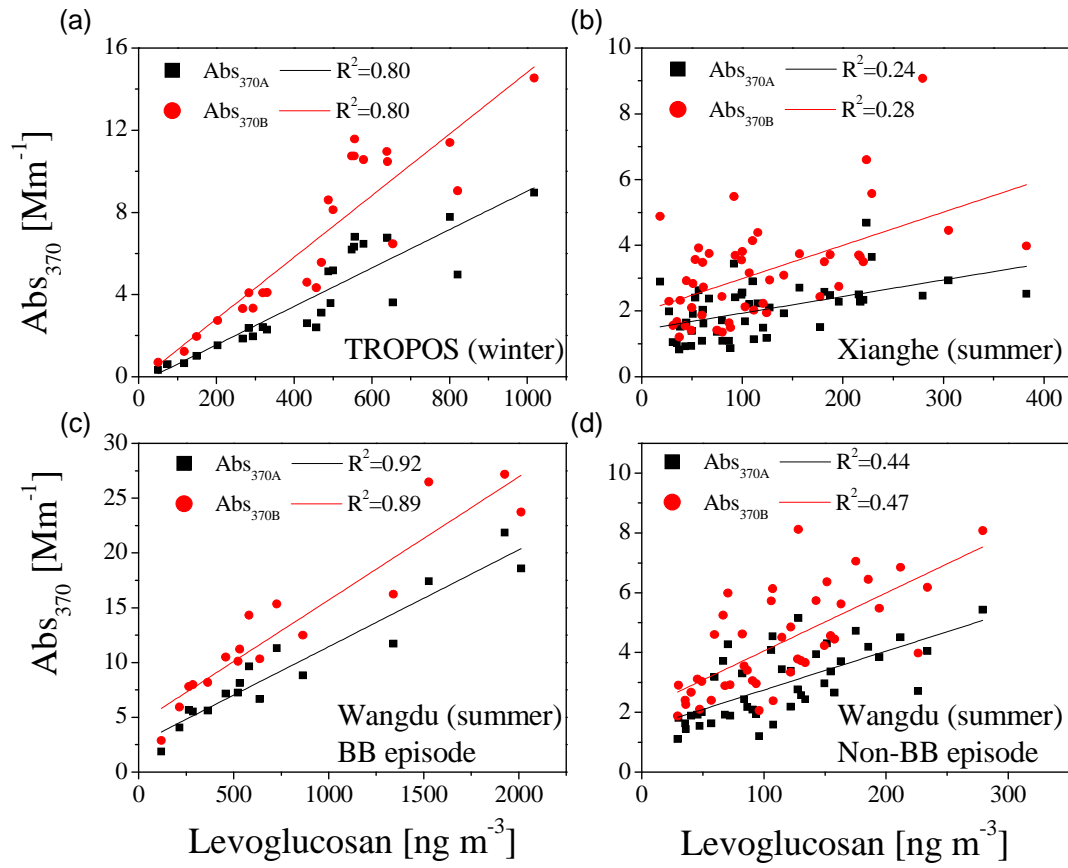 (a)
Abs370A R2=0.80
Abs370B R2=0.80
TROPOS (winter)
16
12
8
4
0
0 200 400 600 800 1000
Abs370 [Mm-1]
(b)
Abs370A R2=0.24
Abs370B R2=0.28
Xianghe (summer)
10
8
6
4
2
0
0 100 200 300 400
(c)
Abs370A R2=0.92
Abs370B R2=0.89
Wangdu (summer)
BB episode
30
25
20
15
10
5
0
0 500 1000 1500 2000
Abs370 [Mm-1]
Levoglucosan [ng m-3]
(d)
Abs370A R2=0.44
Abs370B R2=0.47
Wangdu (summer)
Non-BB episode
10
8
6
4
2
0
0 100 200 300
Levoglucosan [ng m-3]